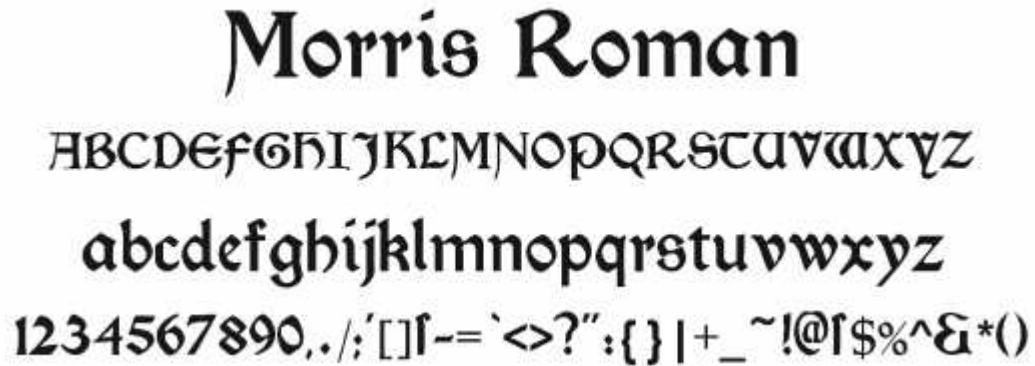 Morris Roman
ABCDEFGHIJKLMNOPQRSTUVWXYZ
abcdefghijklmnopqrstuvwxyz
1234567890,./;'[]ſ-=`<>?":{}|+_~!@ſ$%^&*()